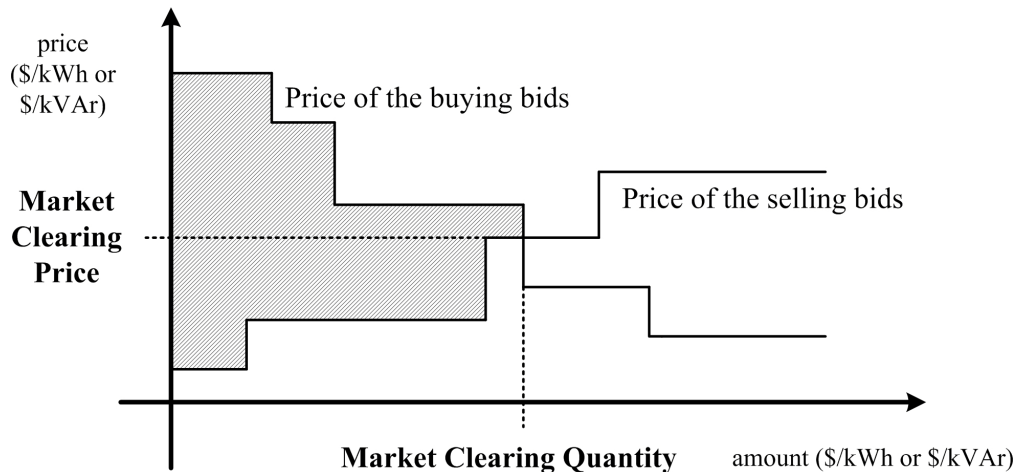 price
($/kWh or
$/kVAr)
Price of the buying bids
Market
Clearing
Price
Price of the selling bids
Market Clearing Quantity
amount ($/kWh or $/kVAr)